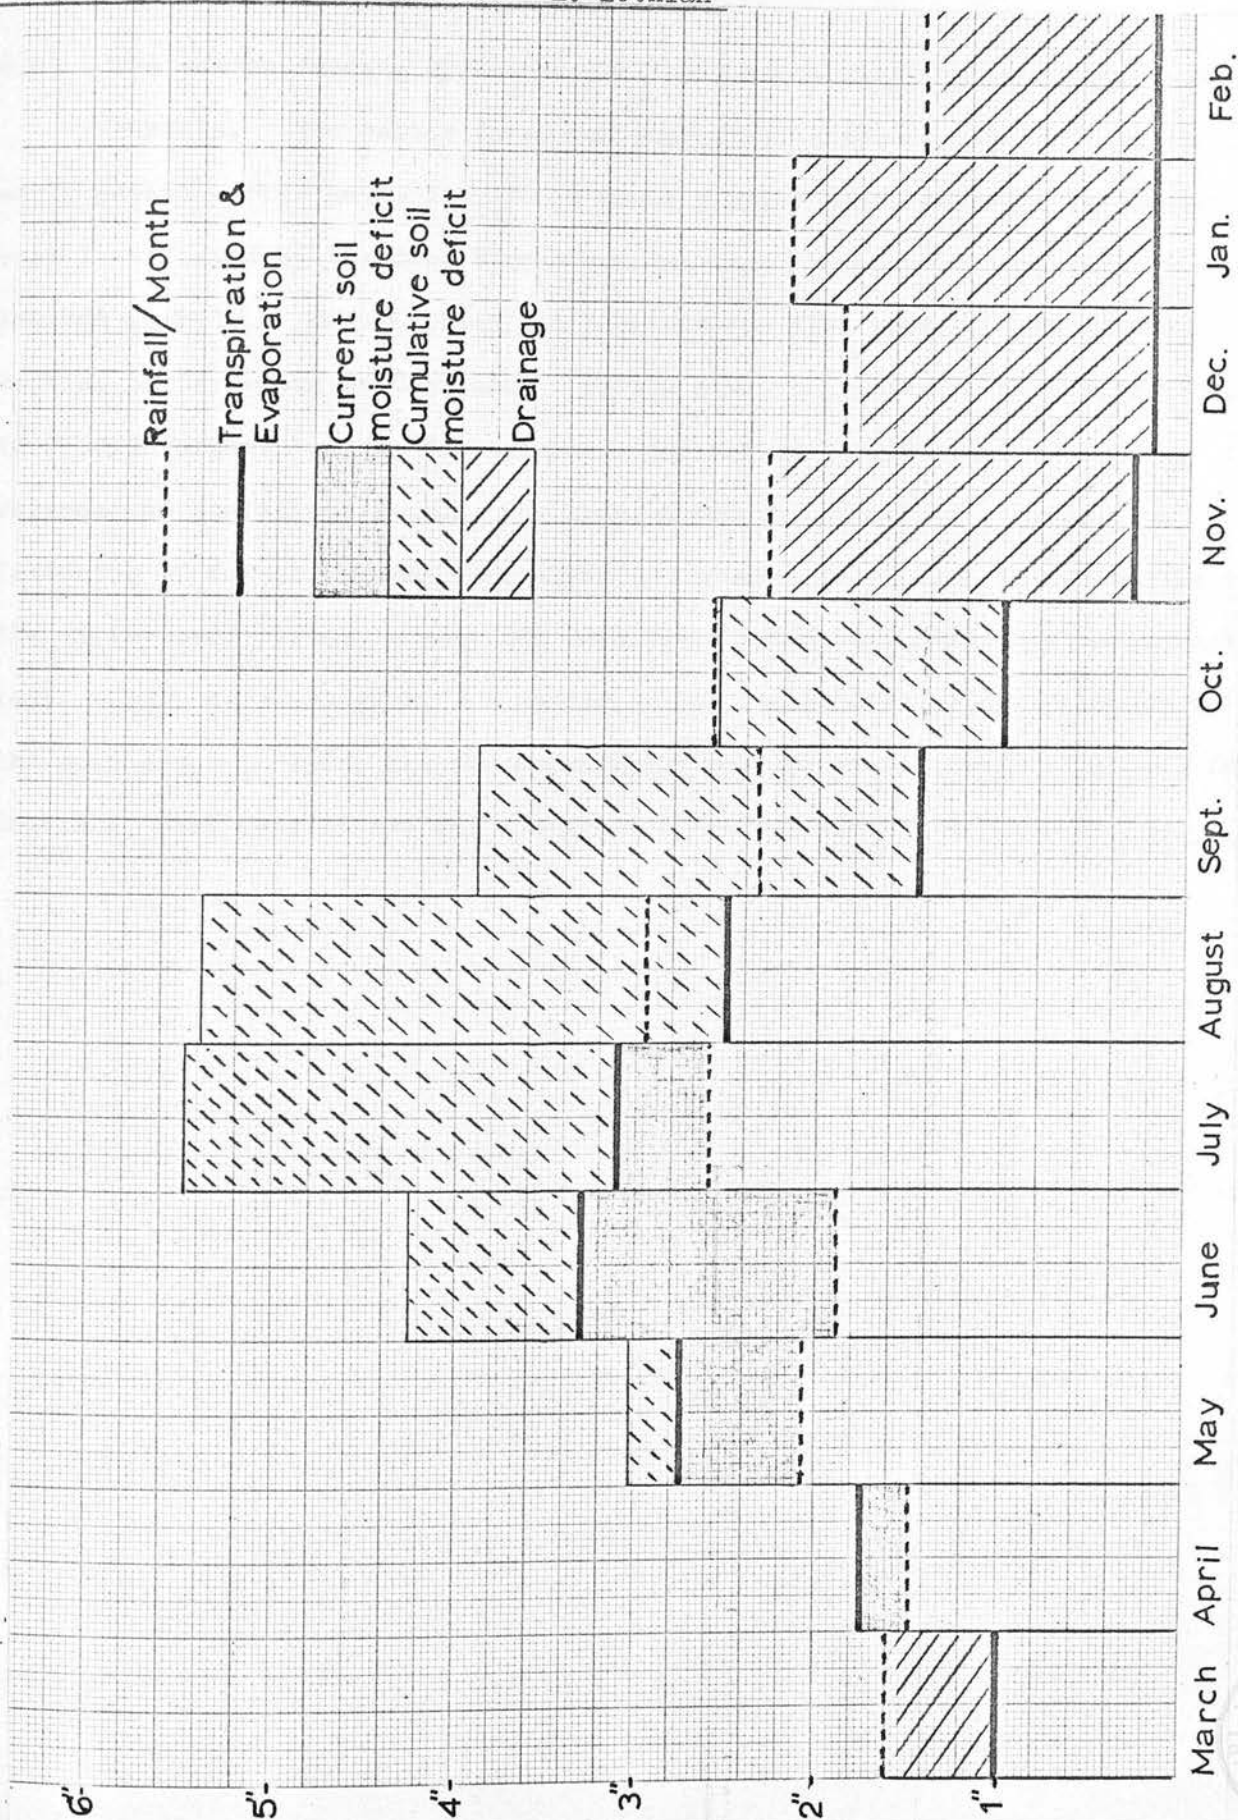 Rainfall/Month
Transpiration &
Evaporation
Current soil
moisture deficit
Cumulative soil
moisture deficit
Drainage
6"
5"
4"
3"
2"
1"
March April May June July August Sept. Oct. Nov. Dec. Jan. Feb.